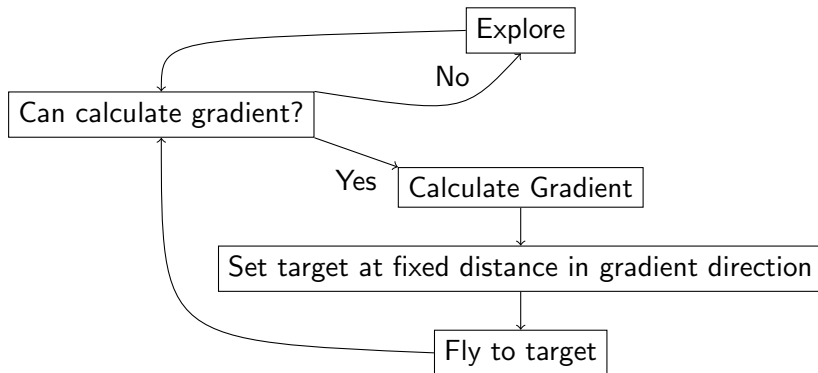 Explore
No
Can calculate gradient?
Yes
Calculate Gradient
Set target at fixed distance in gradient direction
Fly to target